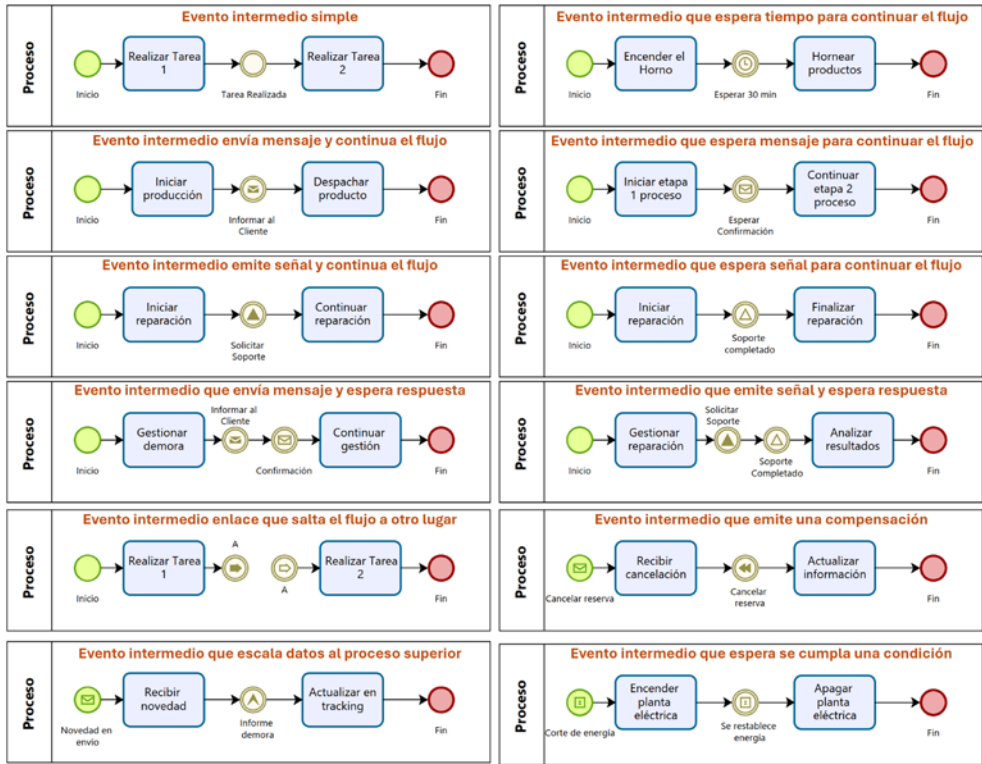 Evento intermedio simple
Proceso
Inicio
Realizar Tarea
1
Tarea Realizada
Realizar Tarea
2
Fin
Evento intermedio que espera tiempo para continuar el flujo
Proceso
Inicio
Encender el
Horno
Esperar 30 min
Hornear
productos
Fin
Evento intermedio envía mensaje y continua el flujo
Proceso
Inicio
Iniciar
producción
Informar al
Cliente
Despachar
producto
Fin
Evento intermedio que espera mensaje para continuar el flujo
Proceso
Inicio
Iniciar etapa
1 proceso
Esperar
Confirmación
Continuar
etapa 2
proceso
Fin
Evento intermedio emite señal y continua el flujo
Proceso
Inicio
Iniciar
reparación
Solicitar
Soporte
Continuar
reparación
Fin
Evento intermedio que espera señal para continuar el flujo
Proceso
Inicio
Iniciar
reparación
Soporte
completado
Finalizar
reparación
Fin
Evento intermedio que envía mensaje y espera respuesta
Proceso
Inicio
Gestionar
demora
Informar al
Cliente
Confirmación
Continuar
gestión
Fin
Evento intermedio que emite señal y espera respuesta
Proceso
Inicio
Gestionar
reparación
Solicitar
Soporte
Soporte
Completado
Analizar
resultados
Fin
Evento intermedio enlace que salta el flujo a otro lugar
Proceso
Inicio
Realizar Tarea
1
A
A
Realizar Tarea
2
Fin
Evento intermedio que emite una compensación
Proceso
Cancelar reserva
Recibir
cancelación
Cancelar
reserva
Actualizar
información
Fin
Evento intermedio que escala datos al proceso superior
Proceso
Novedad en
envio
Recibir
novedad
Informe
demora
Actualizar en
tracking
Fin
Evento intermedio que espera se cumpla una condición
Proceso
Corte de energía
Encender
planta
eléctrica
Se restablece
energía
Apagar
planta
eléctrica
Fin